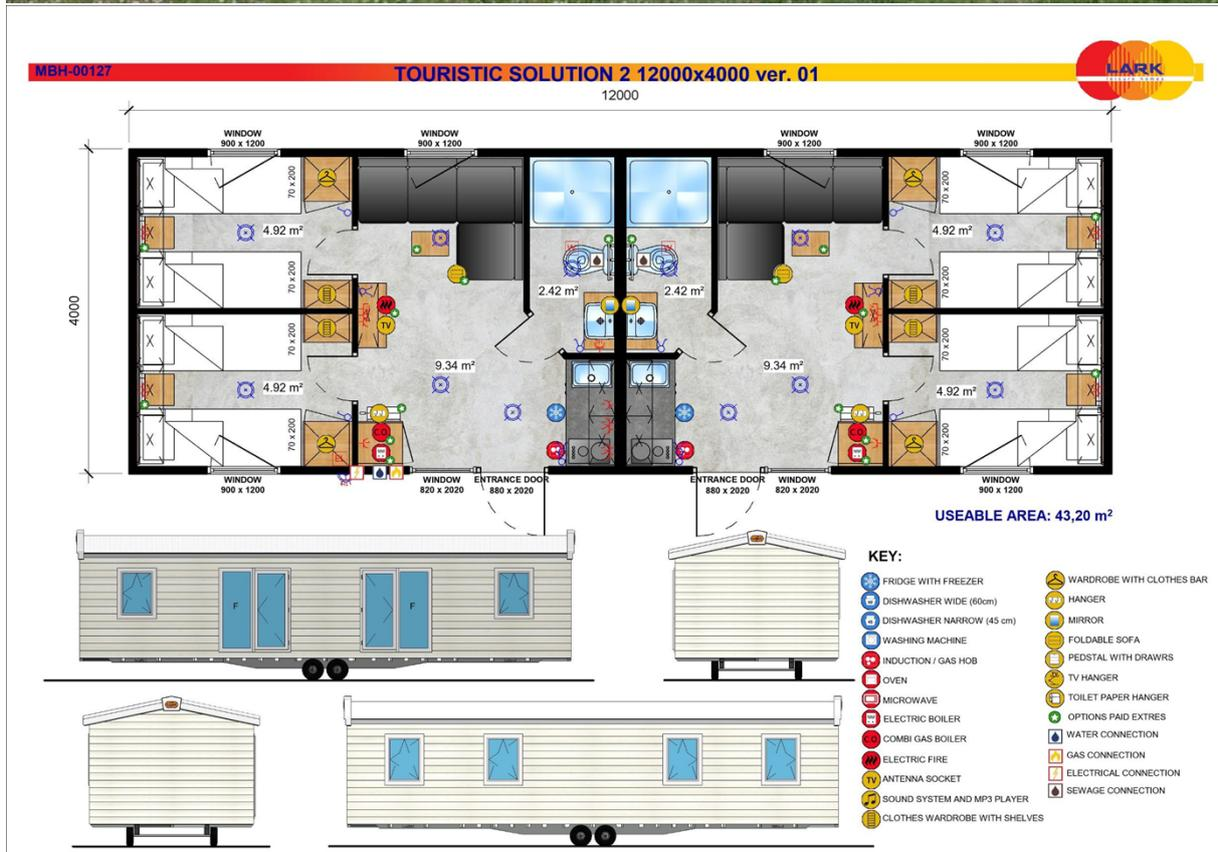 MBH-00127
TOURISTIC SOLUTION 2 12000x4000 ver. 01
LARK
leisure homes
12000
WINDOW
900 x 1200
WINDOW
900 x 1200
WINDOW
900 x 1200
WINDOW
900 x 1200
4000
70 x 200
70 x 200
4.92 m²
4.92 m²
2.42 m²
2.42 m²
70 x 200
70 x 200
TV
TV
70 x 200
70 x 200
9.34 m²
9.34 m²
4.92 m²
4.92 m²
C.O
C.O
70 x 200
70 x 200
EL
WINDOW
900 x 1200
WINDOW
820 x 2020
ENTRANCE DOOR
880 x 2020
ENTRANCE DOOR
880 x 2020
WINDOW
820 x 2020
WINDOW
900 x 1200
USEABLE AREA: 43,20 m²
F
F
KEY:
FRIDGE WITH FREEZER
DISHWASHER WIDE (60cm)
DISHWASHER NARROW (45 cm)
WASHING MACHINE
INDUCTION / GAS HOB
OVEN
MICROWAVE
ELECTRIC BOILER
C.O COMBI GAS BOILER
ELECTRIC FIRE
TV ANTENNA SOCKET
SOUND SYSTEM AND MP3 PLAYER
CLOTHES WARDROBE WITH SHELVES
WARDROBE WITH CLOTHES BAR
HANGER
MIRROR
FOLDABLE SOFA
PEDSTAL WITH DRAWRS
TV HANGER
TOILET PAPER HANGER
OPTIONS PAID EXTRES
WATER CONNECTION
GAS CONNECTION
ELECTRICAL CONNECTION
SEWAGE CONNECTION